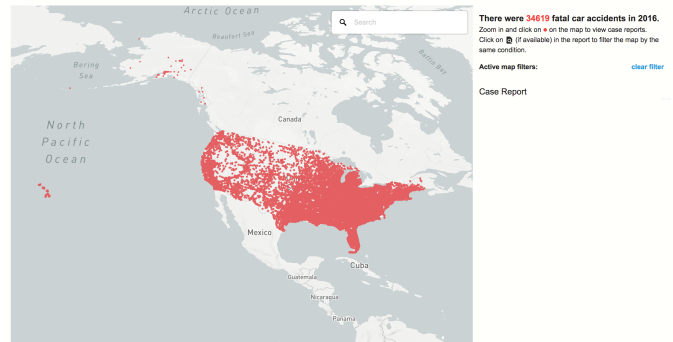 Arctic Ocean
Search
Beaufort Sea
Baffin Bay
Bering
Sea
Canada
North
Pacific
Ocean
Mexico
Cuba
Guatemala
Nicaragua
Panama
There were 34619 fatal car accidents in 2016.
Zoom in and click on ● on the map to view case reports.
Click on (if available) in the report to filter the map by the
same condition.
Active map filters: clear filter
Case Report